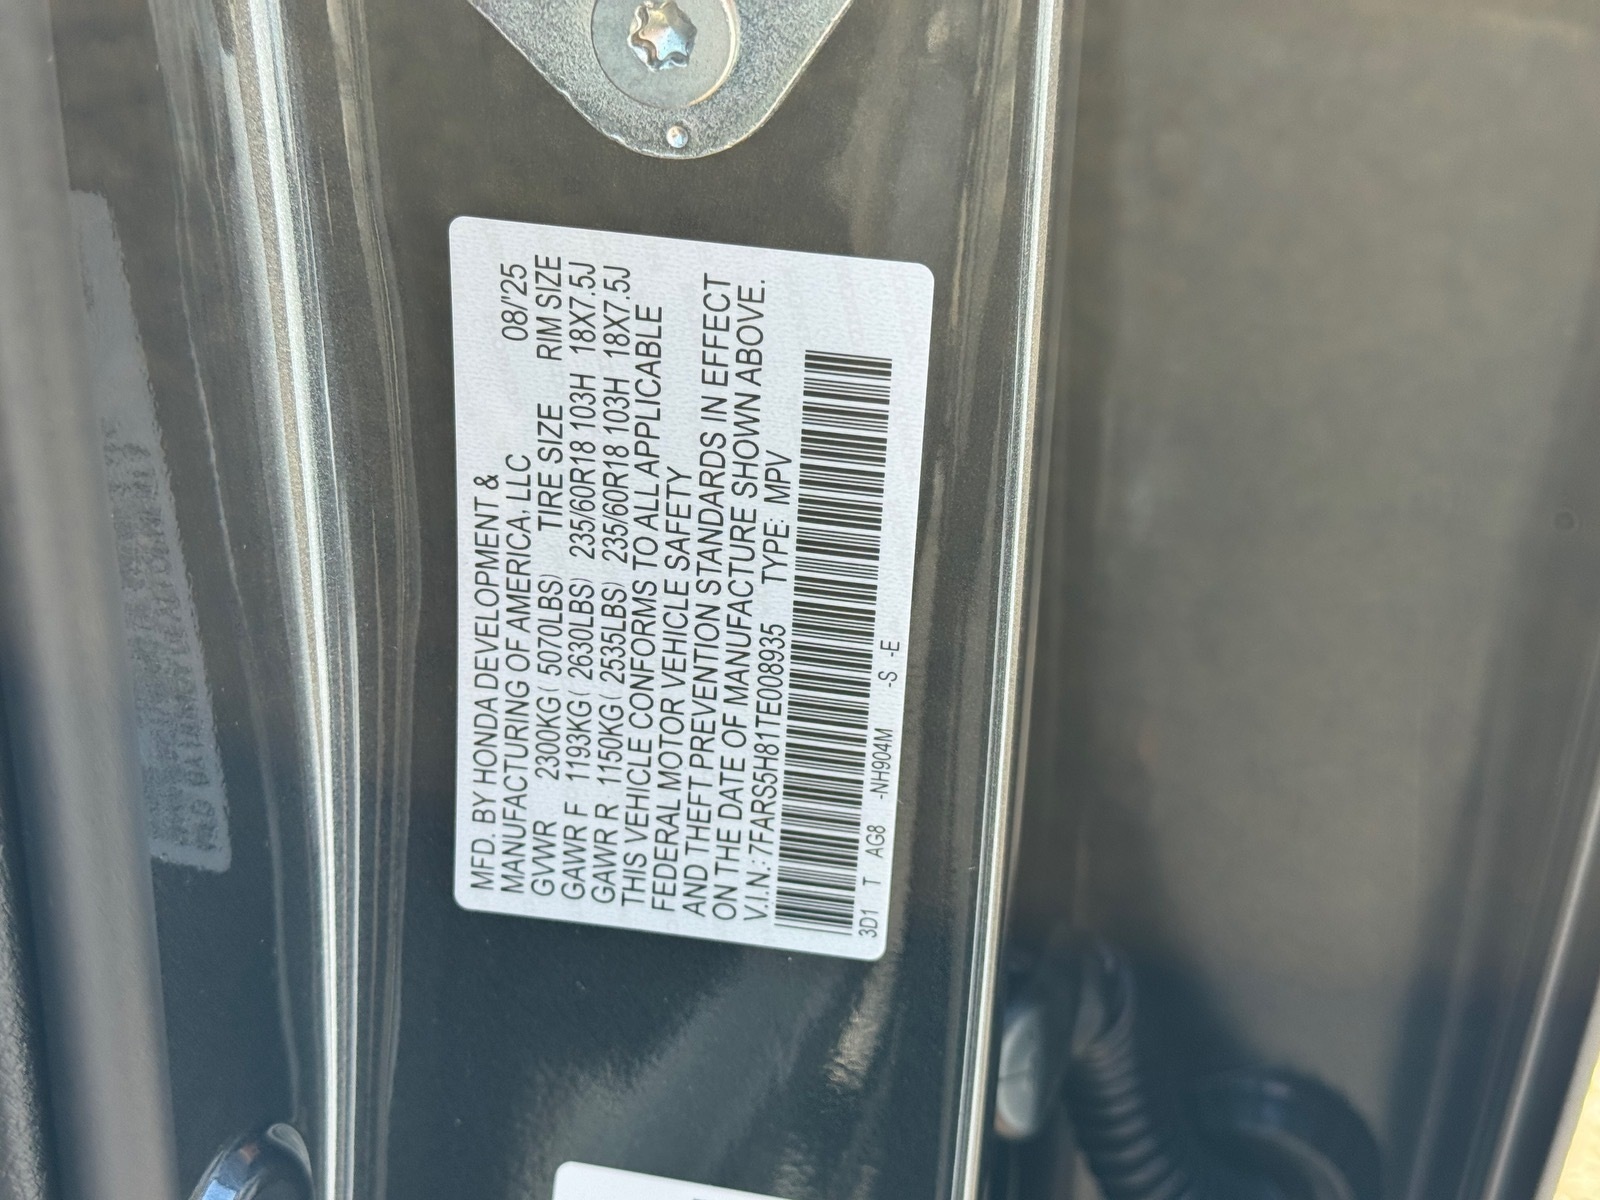 MFD. BY HONDA DEVELOPMENT &
MANUFACTURING OF AMERICA, LLC 08/'25
GVWR 2300KG( 5070LBS) TIRE SIZE RIM SIZE
GAWR F 1193KG( 2630LBS) 235/60R18 103H 18X7.5J
GAWR R 1150KG( 2535LBS) 235/60R18 103H 18X7.5J
THIS VEHICLE CONFORMS TO ALL APPLICABLE
FEDERAL MOTOR VEHICLE SAFETY
AND THEFT PREVENTION STANDARDS IN EFFECT
ON THE DATE OF MANUFACTURE SHOWN ABOVE.
V.I.N.: 7FARS5H81TE008935 TYPE: MPV
3D1 T AG8 -NH904M -S -E